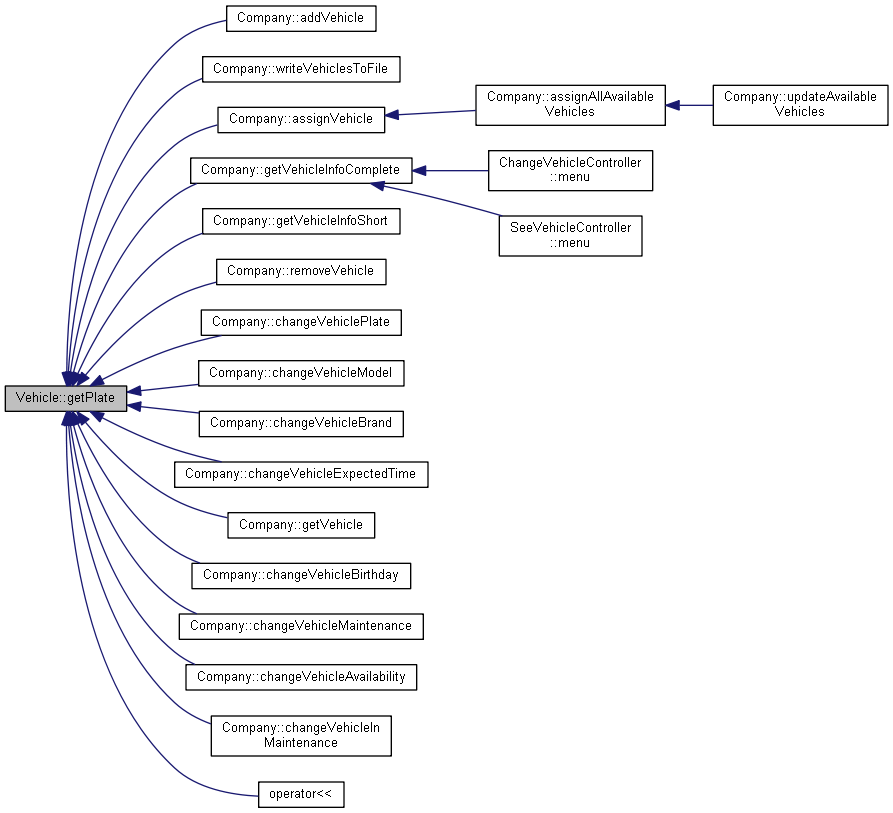 Company::addVehicle
Company::writeVehiclesToFile
Company::assignAllAvailable
Vehicles
Company::updateAvailable
Vehicles
Company::assignVehicle
Company::getVehicleInfoComplete
ChangeVehicleController
::menu
Company::getVehicleInfoShort
SeeVehicleController
::menu
Company::removeVehicle
Company::changeVehiclePlate
Company::changeVehicleModel
Vehicle::getPlate
Company::changeVehicleBrand
Company::changeVehicleExpectedTime
Company::getVehicle
Company::changeVehicleBirthday
Company::changeVehicleMaintenance
Company::changeVehicleAvailability
Company::changeVehicleIn
Maintenance
operator<<